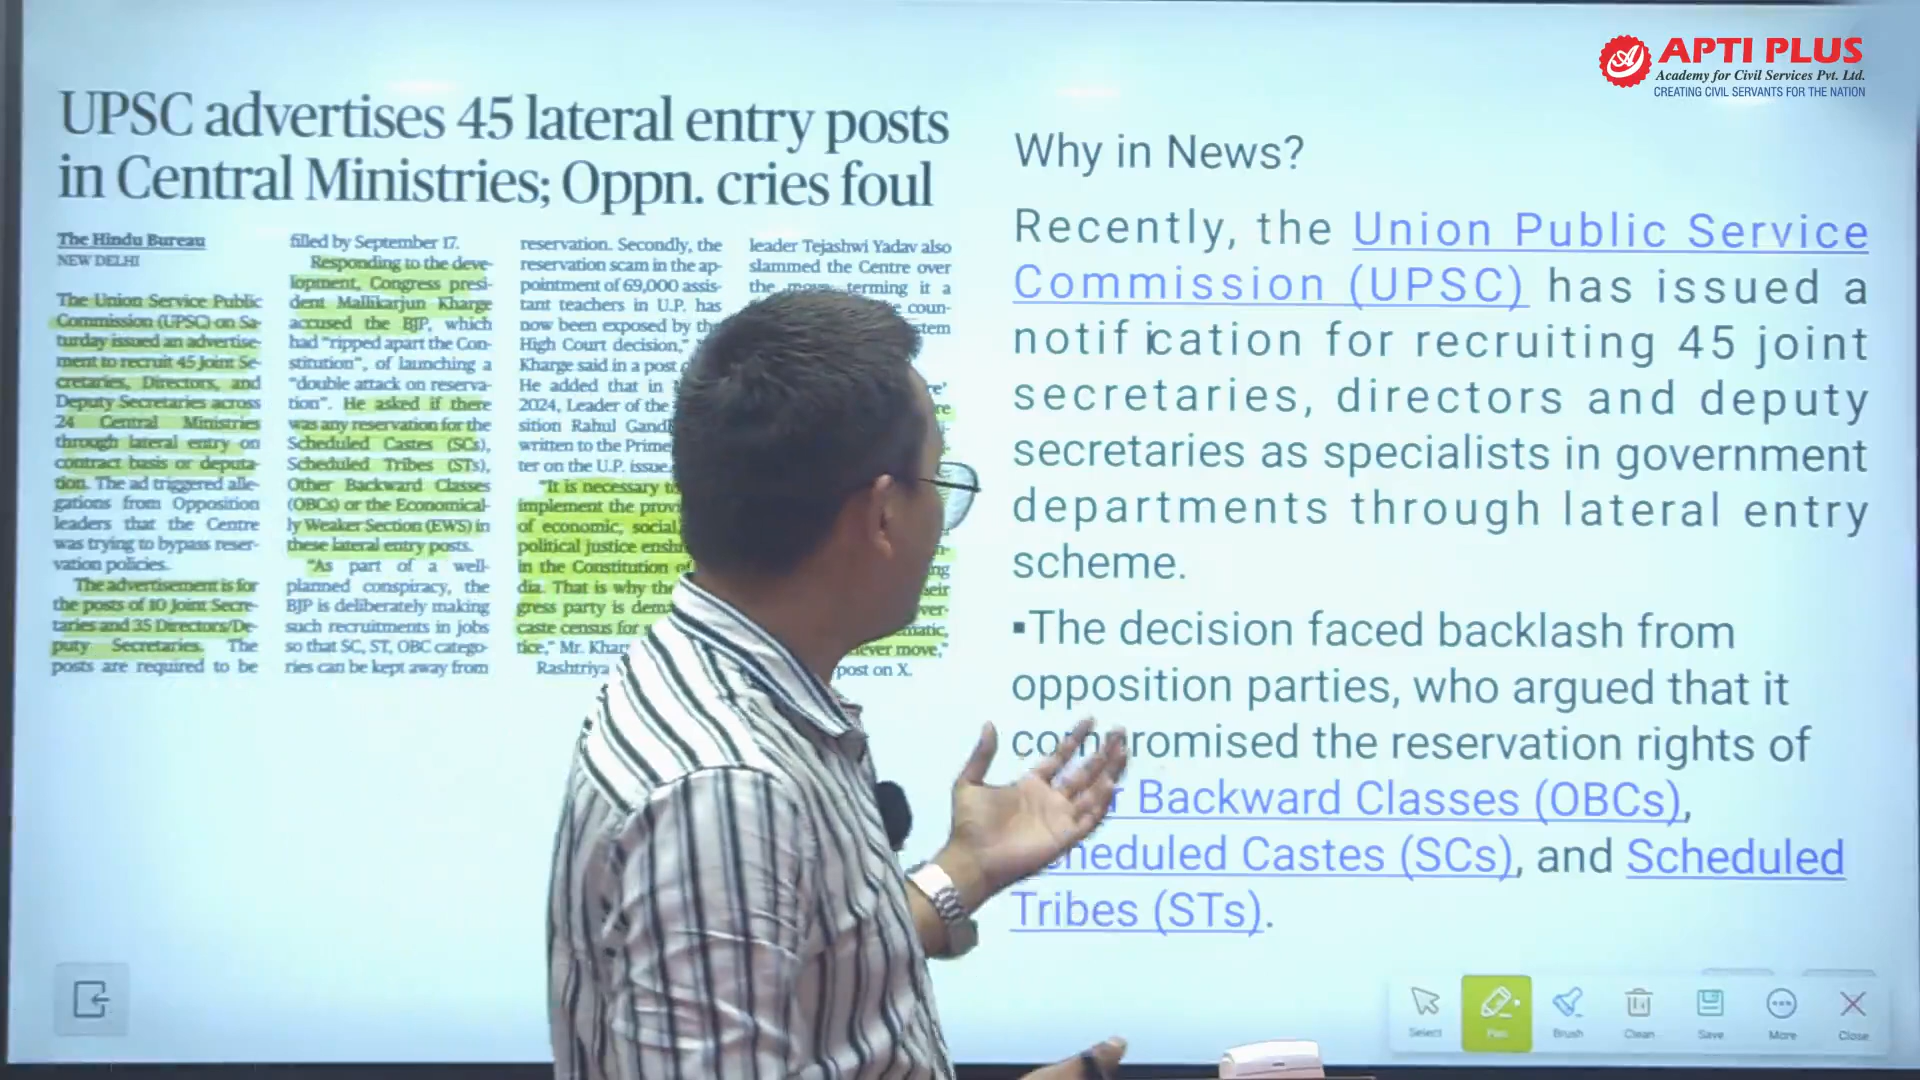 APTI PLUS
Academy for Civil Services Pvt. Ltd.
CREATING CIVIL SERVANTS FOR THE NATION
UPSC advertises 45 lateral entry posts
in Central Ministries; Oppn. cries foul
The Hindu Bureau
NEW DELHI
The Union Service Public
Commission (UPSC) on Sa-
turday issued an advertise-
ment to recruit 45 Joint Se-
cretaries, Directors, and
Deputy Secretaries across
24 Central Ministries
through lateral entry on
contract basis or deputa-
tion. The ad triggered alle-
gations from Opposition
leaders that the Centre
was trying to bypass reser-
vation policies.
The advertisement is for
the posts of 10 Joint Secre-
taries and 35 Directors/De-
puty Secretaries. The
posts are required to be
filled by September 17.
Responding to the deve-
lopment, Congress presi-
dent Mallikarjun Kharge
accused the BJP, which
had "ripped apart the Con-
stitution", of launching a
"double attack on reserva-
tion". He asked if there
was any reservation for the
Scheduled Castes (SCs),
Scheduled Tribes (STs),
Other Backward Classes
(OBCs) or the Economical-
ly Weaker Section (EWS) in
these lateral entry posts.
"As part of a well-
planned conspiracy, the
BJP is deliberately making
such recruitments in jobs
so that SC, ST, OBC catego-
ries can be kept away from
reservation. Secondly, the
reservation scam in the ap-
pointment of 69,000 assis-
tant teachers in U.P. has
now been exposed by
High Court decision,"
Kharge said in a post
He added that in
2024, Leader of the
sition Rahul
written to the Prime
ter on the U.P. issue.
"It is necessary
implement the
of economic, social,
political justice
in the Constitution of
dia. That is why the
gress party is
caste census for
tice," Mr.
Rashtriya
leader Tejashwi Yadav also
slammed the Centre over
the move, terming it a
coun-
never move,"
post on X.
Why in News?
Recently, the Union Public Service
Commission (UPSC) has issued a
notification for recruiting 45 joint
secretaries, directors and deputy
secretaries as specialists in government
departments through lateral entry
scheme.
▪The decision faced backlash from
opposition parties, who argued that it
compromised the reservation rights of
Backward Classes (OBCs),
Scheduled Castes (SCs), and Scheduled
Tribes (STs).
Select Pen Brush Clean Save More Close